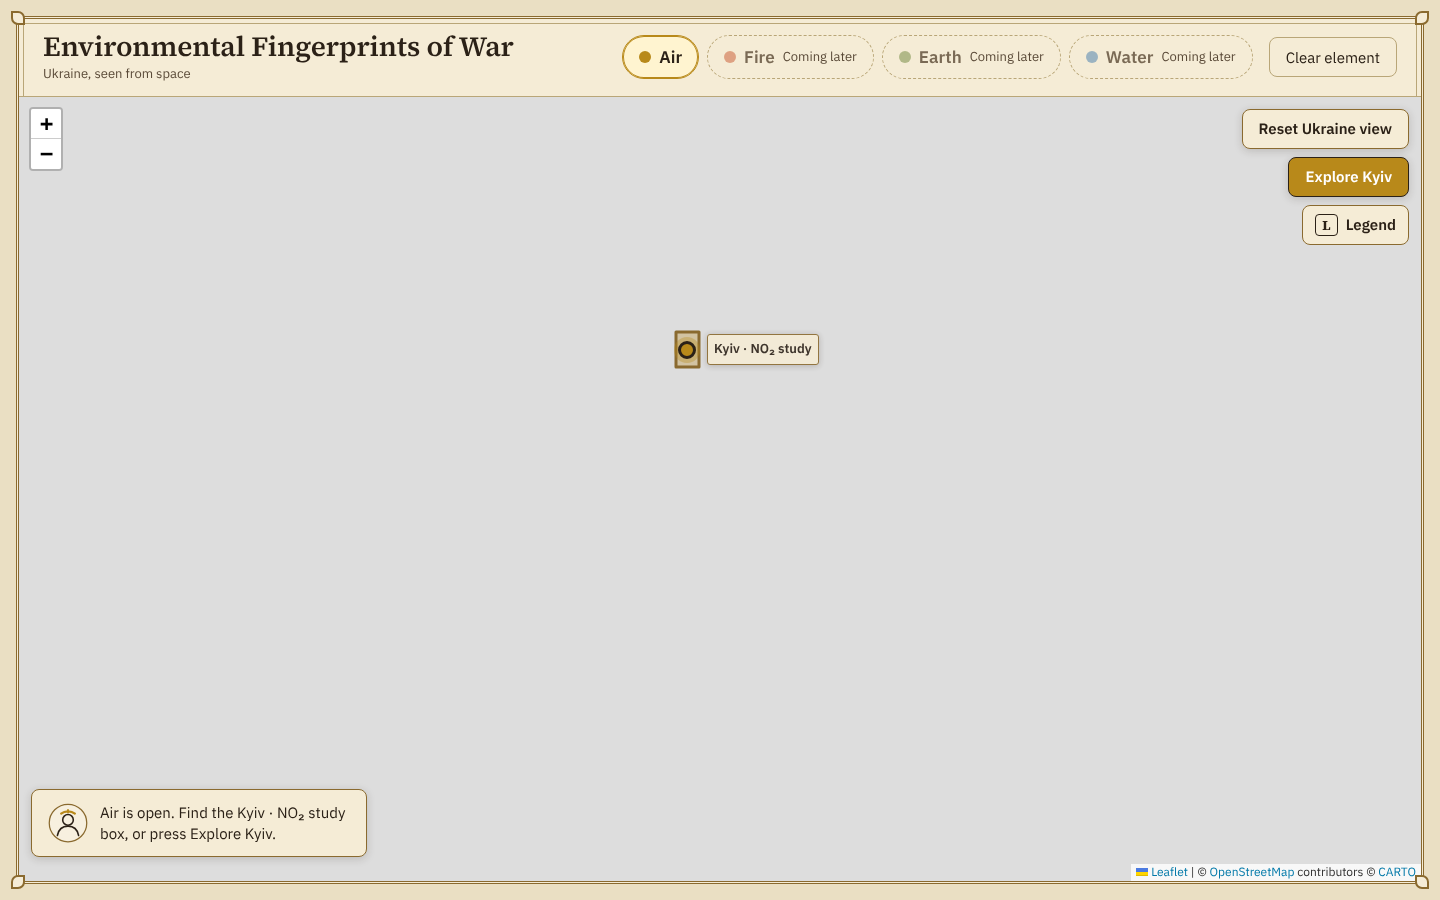 Environmental Fingerprints of War
Ukraine, seen from space
Air
Fire Coming later
Earth Coming later
Water Coming later
Clear element
+
−
Reset Ukraine view
Explore Kyiv
L Legend
Kyiv · NO₂ study
Air is open. Find the Kyiv · NO₂ study
box, or press Explore Kyiv.
Leaflet | © OpenStreetMap contributors © CARTO